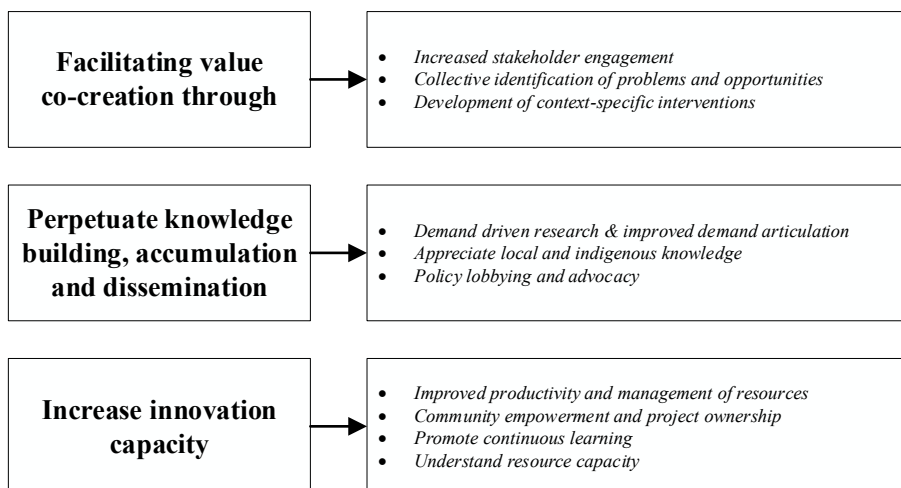 Facilitating value
co-creation through
• Increased stakeholder engagement
• Collective identification of problems and opportunities
• Development of context-specific interventions
Perpetuate knowledge
building, accumulation
and dissemination
• Demand driven research & improved demand articulation
• Appreciate local and indigenous knowledge
• Policy lobbying and advocacy
Increase innovation
capacity
• Improved productivity and management of resources
• Community empowerment and project ownership
• Promote continuous learning
• Understand resource capacity